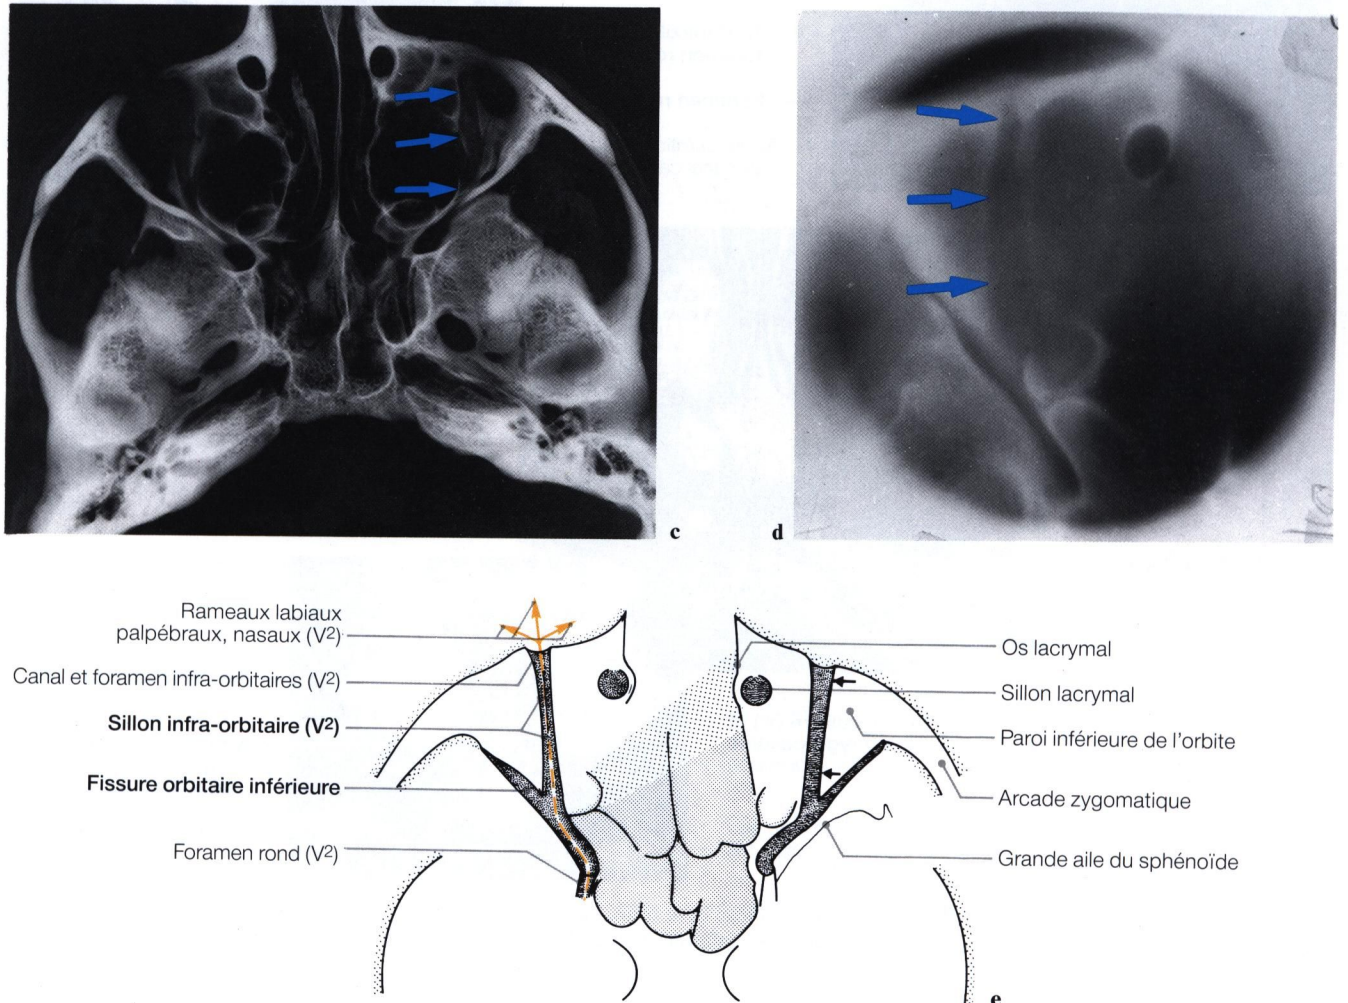 c
d
Rameaux labiaux
palpébraux, nasaux (V2)
Canal et foramen infra-orbitaires (V2)
Sillon infra-orbitaire (V2)
Fissure orbitaire inférieure
Foramen rond (V2)
Os lacrymal
Sillon lacrymal
Paroi inférieure de l'orbite
Arcade zygomatique
Grande aile du sphénoïde
e